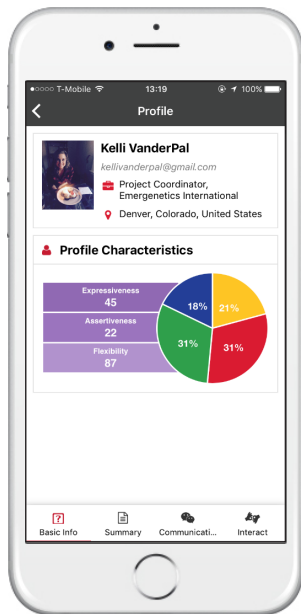 T-Mobile 13:19 100%
Profile
Kelli VanderPal
kellivanderpal@gmail.com
Project Coordinator,
Emergenetics International
Denver, Colorado, United States
Profile Characteristics
Expressiveness
45
Assertiveness
22
Flexibility
87
18%
21%
31%
31%
Basic Info Summary Communicati... Interact